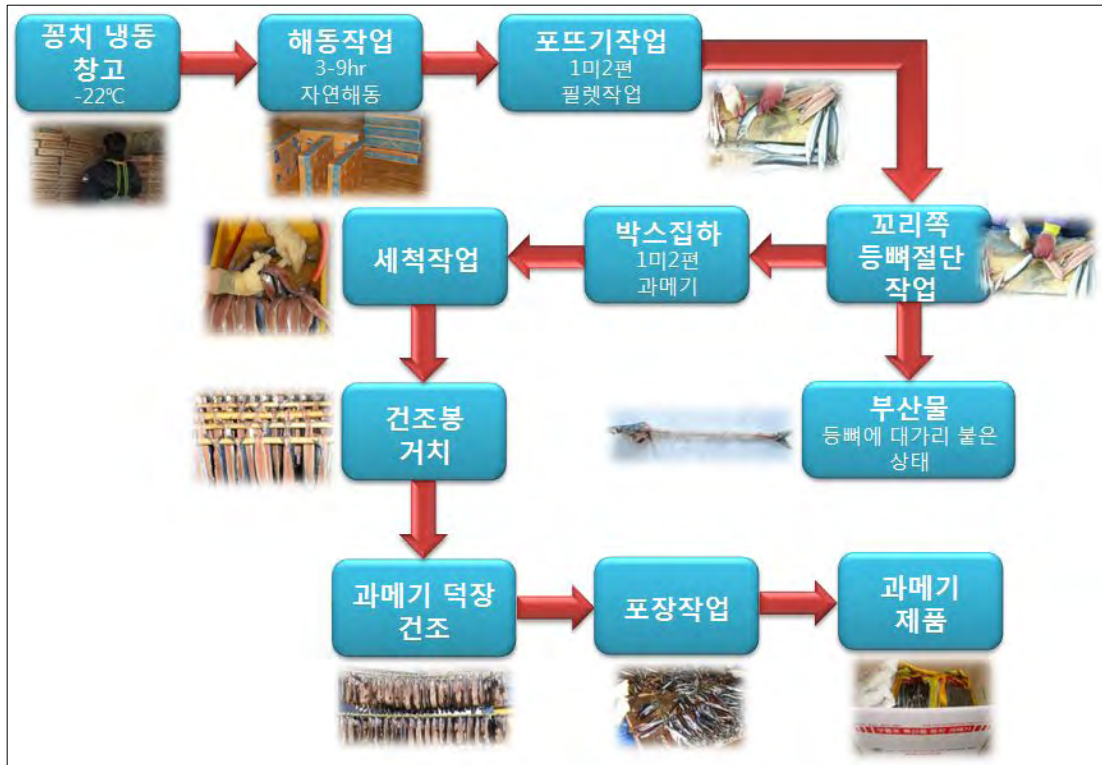 꽁치 냉동
창고
-22℃
해동작업
3-9hr
자연해동
포뜨기작업
1미2편
필렛작업
꼬리쪽
등뼈절단
작업
박스집하
1미2편
과메기
세척작업
부산물
등뼈에 대가리 붙은
상태
건조봉
거치
과메기 덕장
건조
포장작업
과메기
제품